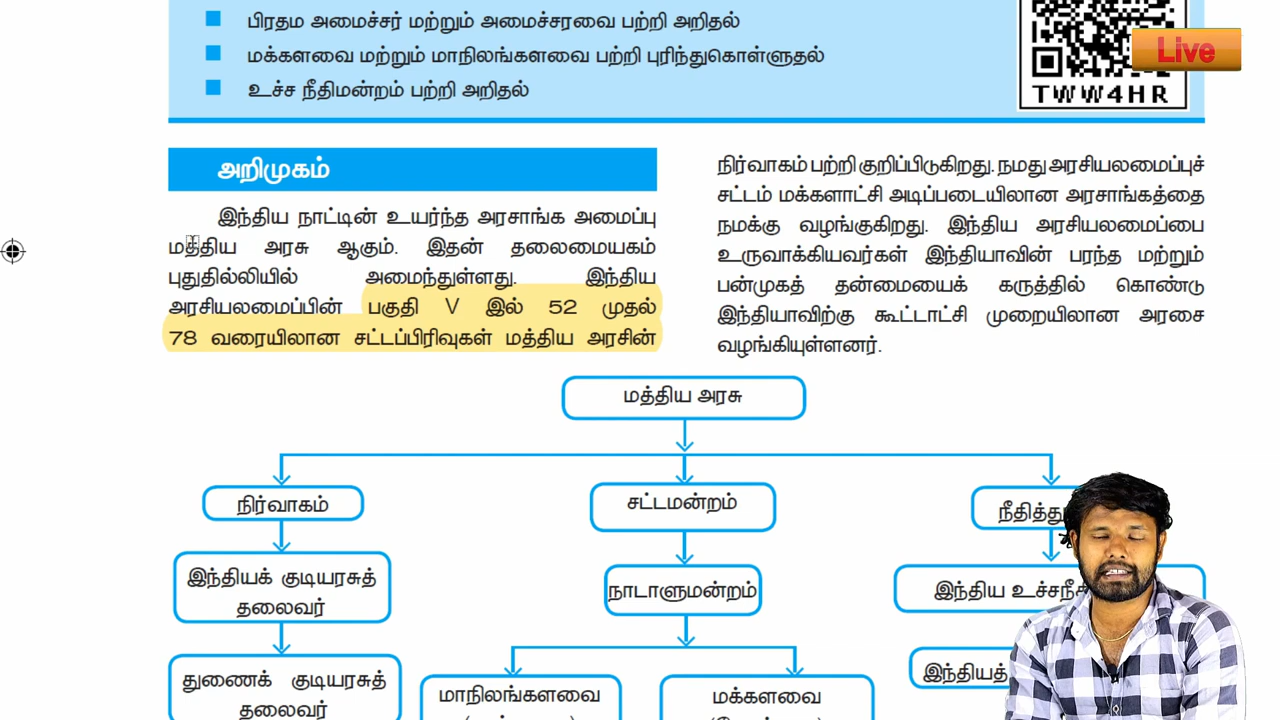 பிரதம அமைச்சர் மற்றும் அமைச்சரவை பற்றி அறிதல்
மக்களவை மற்றும் மாநிலங்களவை பற்றி புரிந்துகொள்ளுதல்
உச்ச நீதிமன்றம் பற்றி அறிதல்
Live
TWW4HR
அறிமுகம்
இந்திய நாட்டின் உயர்ந்த அரசாங்க அமைப்பு
மத்திய அரசு ஆகும். இதன் தலைமையகம்
புதுதில்லியில் அமைந்துள்ளது. இந்திய
அரசியலமைப்பின் பகுதி V இல் 52 முதல்
78 வரையிலான சட்டப்பிரிவுகள் மத்திய அரசின்
நிர்வாகம் பற்றி குறிப்பிடுகிறது. நமது அரசியலமைப்புச்
சட்டம் மக்களாட்சி அடிப்படையிலான அரசாங்கத்தை
நமக்கு வழங்குகிறது. இந்திய அரசியலமைப்பை
உருவாக்கியவர்கள் இந்தியாவின் பரந்த மற்றும்
பன்முகத் தன்மையைக் கருத்தில் கொண்டு
இந்தியாவிற்கு கூட்டாட்சி முறையிலான அரசை
வழங்கியுள்ளனர்.
மத்திய அரசு
நிர்வாகம்
சட்டமன்றம்
இந்தியக் குடியரசுத்
தலைவர்
நாடாளுமன்றம்
இந்திய
துணைக் குடியரசுத்
தலைவர்
மாநிலங்களவை
மக்களவை